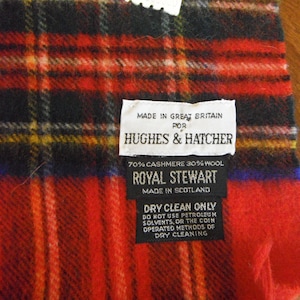 MADE IN GREAT BRITAIN
FOR
HUGHES & HATCHER
70% CASHMERE 30% WOOL
ROYAL STEWART
MADE IN SCOTLAND
DRY CLEAN ONLY
DO NOT USE PETROLEUM
SOLVENTS, OR THE COIN
OPERATED METHODS OF
DRY CLEANING